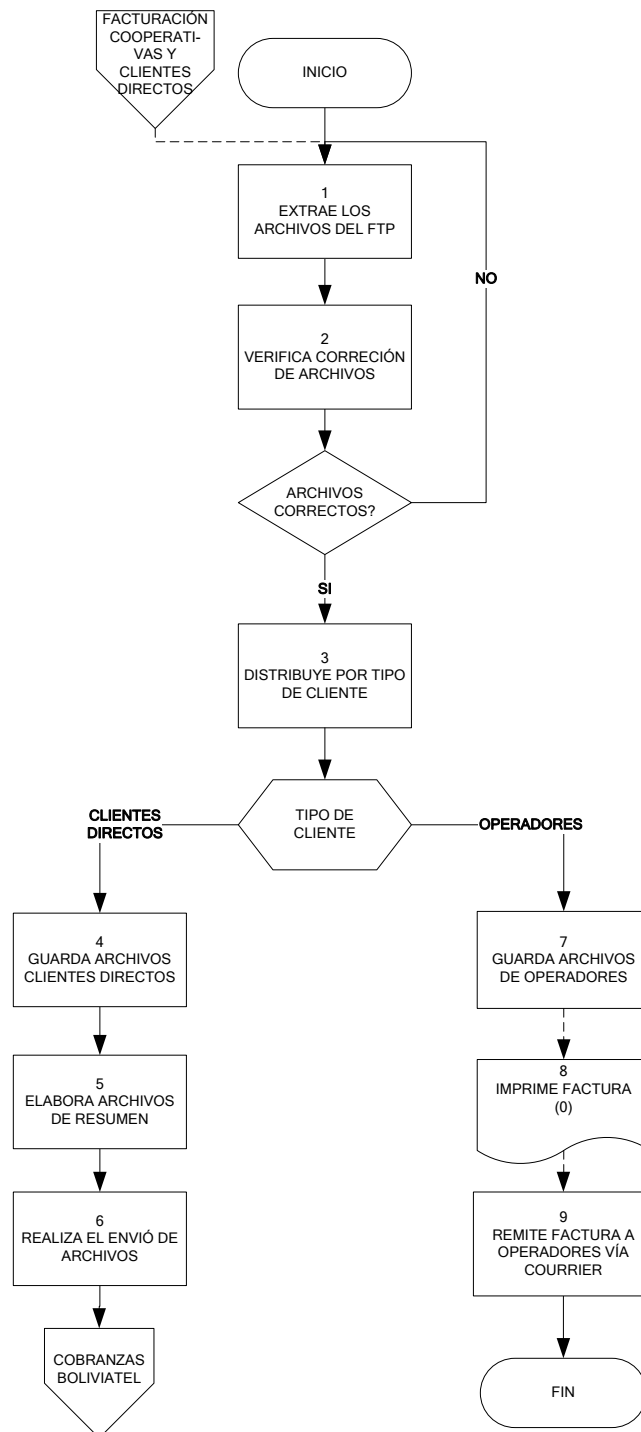 FACTURACIÓN
COOPERATI-
VAS Y
CLIENTES
DIRECTOS
INICIO
1
EXTRAE LOS
ARCHIVOS DEL FTP
NO
2
VERIFICA CORRECIÓN
DE ARCHIVOS
ARCHIVOS
CORRECTOS?
SI
3
DISTRIBUYE POR TIPO
DE CLIENTE
CLIENTES
DIRECTOS
TIPO DE
CLIENTE
OPERADORES
4
GUARDA ARCHIVOS
CLIENTES DIRECTOS
5
ELABORA ARCHIVOS
DE RESUMEN
6
REALIZA EL ENVIÓ DE
ARCHIVOS
COBRANZAS
BOLIVIATEL
7
GUARDA ARCHIVOS
DE OPERADORES
8
IMPRIME FACTURA
(0)
9
REMITE FACTURA A
OPERADORES VÍA
COURRIER
FIN